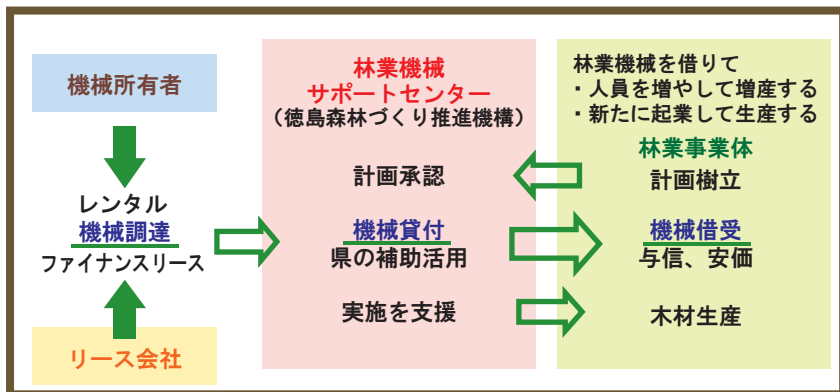 機械所有者
レンタル
機械調達
ファイナンスリース
リース会社
林業機械
サポートセンター
（徳島森林づくり推進機構）
計画承認
機械貸付
県の補助活用
実施を支援
林業機械を借りて
・人員を増やして増産する
・新たに起業して生産する
林業事業体
計画樹立
機械借受
与信、安価
木材生産